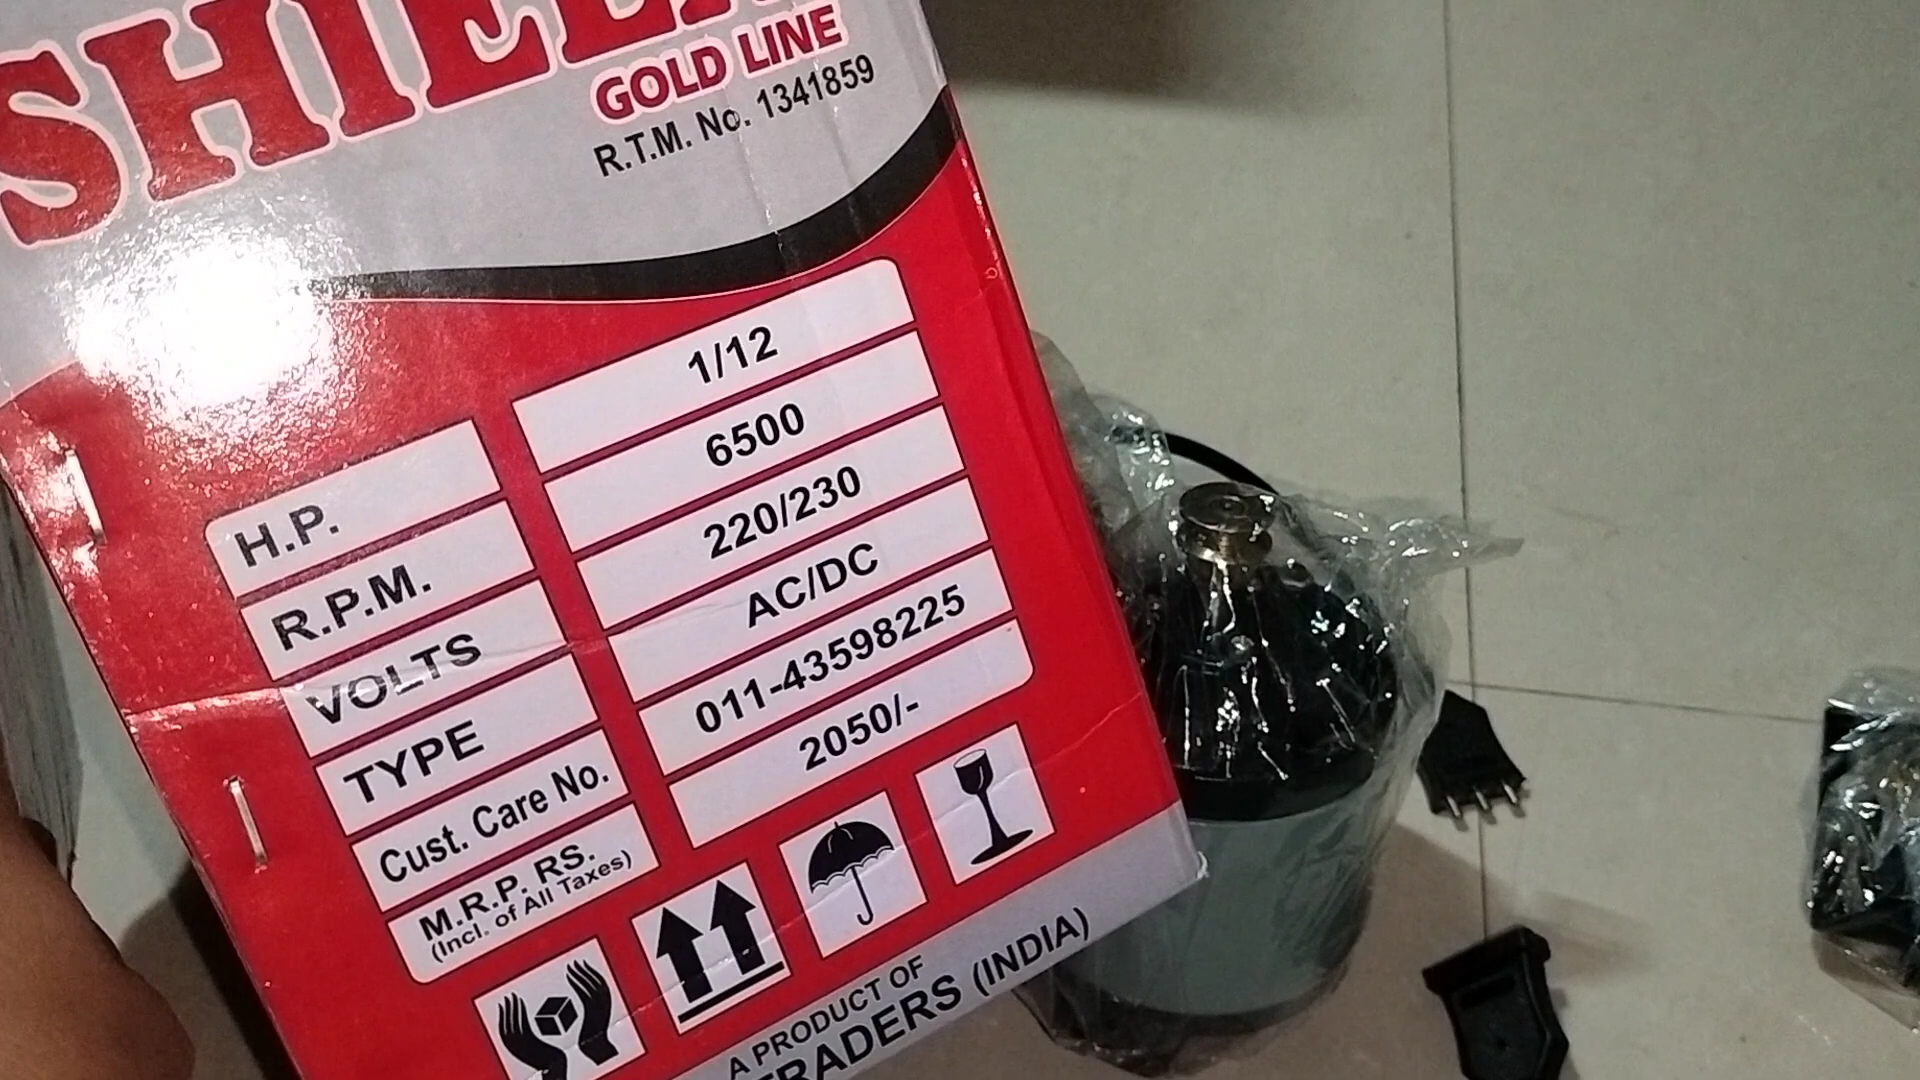 GOLD LINE
R.T.M. No. 1341859
H.P. 1/12
R.P.M. 6500
VOLTS 220/230
TYPE AC/DC
Cust. Care No. 011-43598225
M.R.P. RS. 2050/-
(Incl. of All Taxes)
A PRODUCT OF
(INDIA)